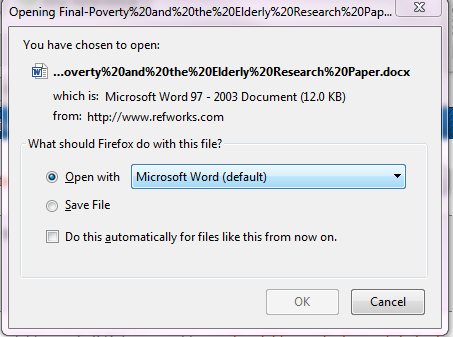 Opening Final-Poverty%20and%20the%20Elderly%20Research%20Pap...
You have chosen to open:
...overty%20and%20the%20Elderly%20Research%20Paper.docx
which is: Microsoft Word 97 - 2003 Document (12.0 KB)
from: http://www.refworks.com
What should Firefox do with this file?
Open with Microsoft Word (default)
Save File
Do this automatically for files like this from now on.
OK Cancel